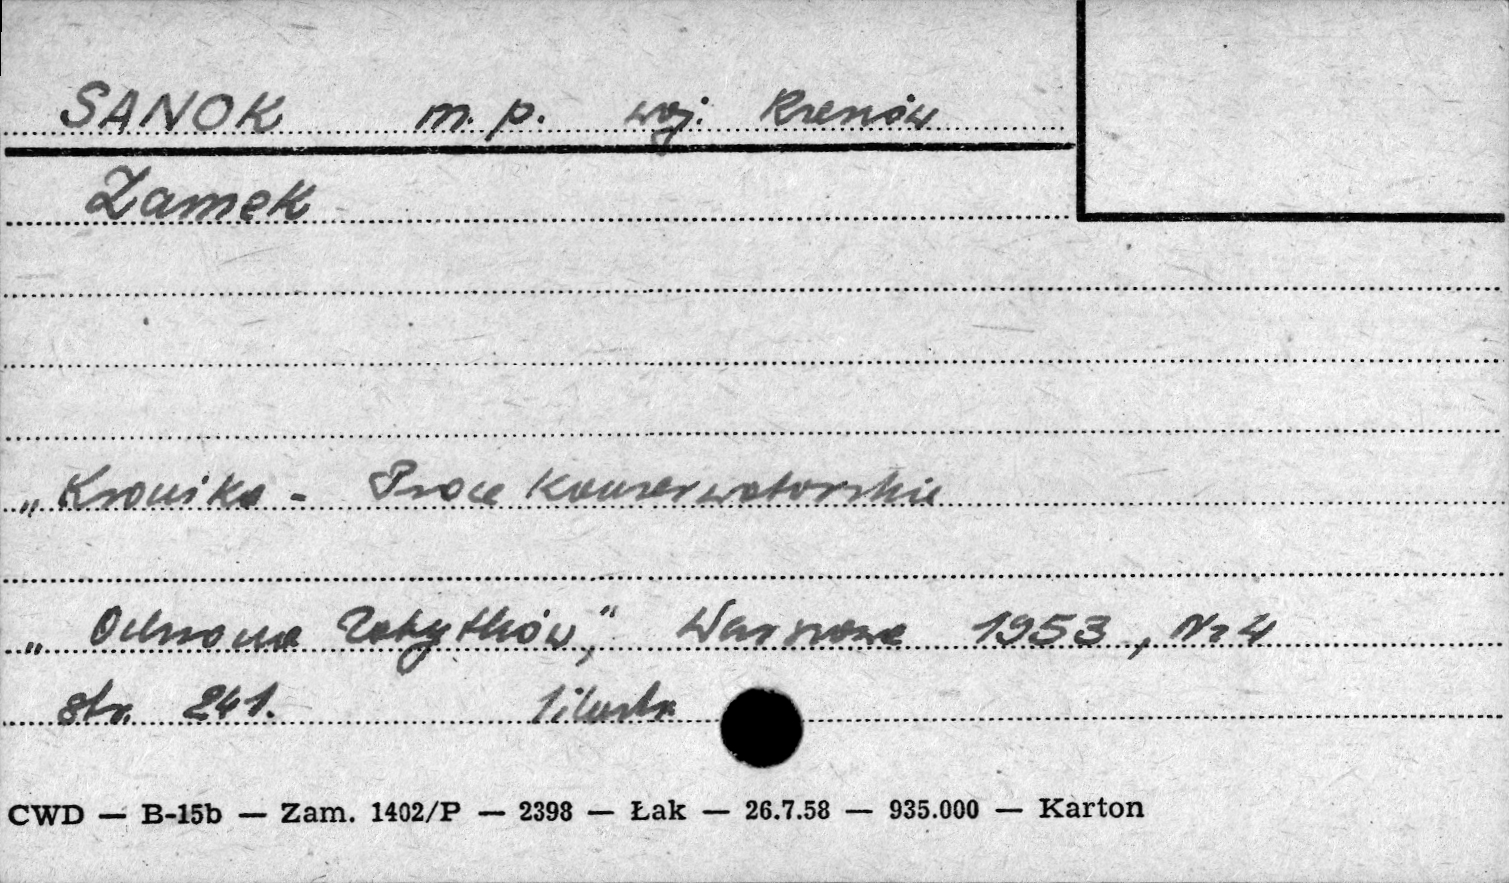 SANOK m. p. woj. Rzeszów
Zamek
„Kronika - Prace Konserwatorskie
„Ochrona Zabytków," Warszawa 1953, Nr 4
str. 241. 1 ilustr.
CWD — B-15b — Zam. 1402/P — 2398 — Łak — 26.7.58 — 935.000 — Karton